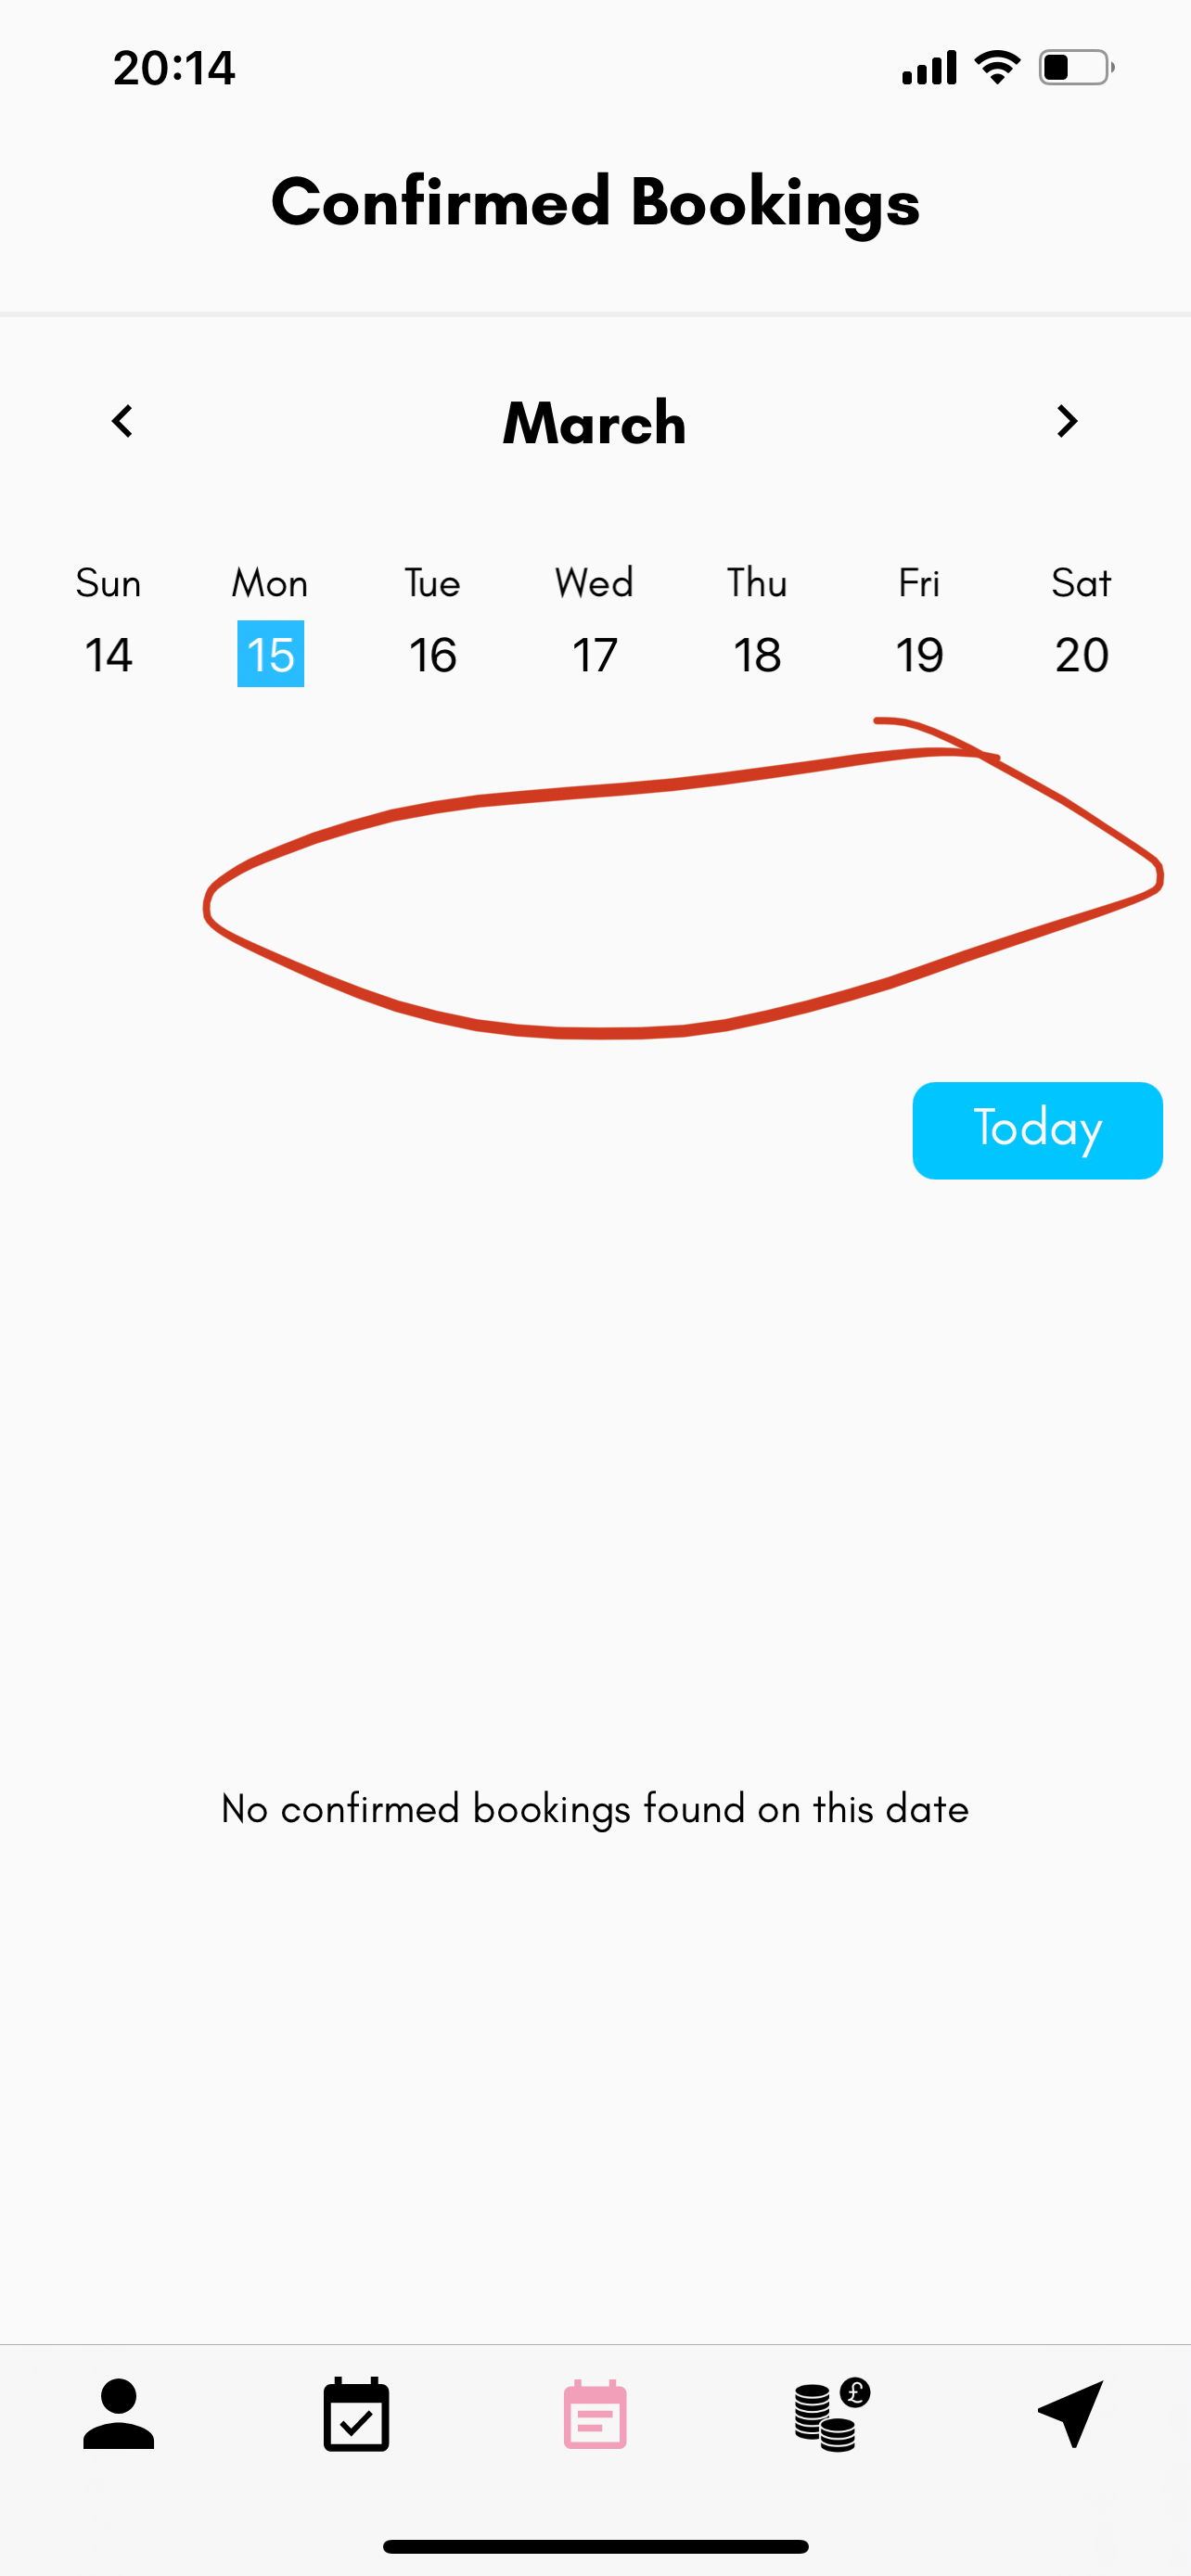 20:14
Confirmed Bookings
March
Sun Mon Tue Wed Thu Fri Sat
14 15 16 17 18 19 20
Today
No confirmed bookings found on this date
£